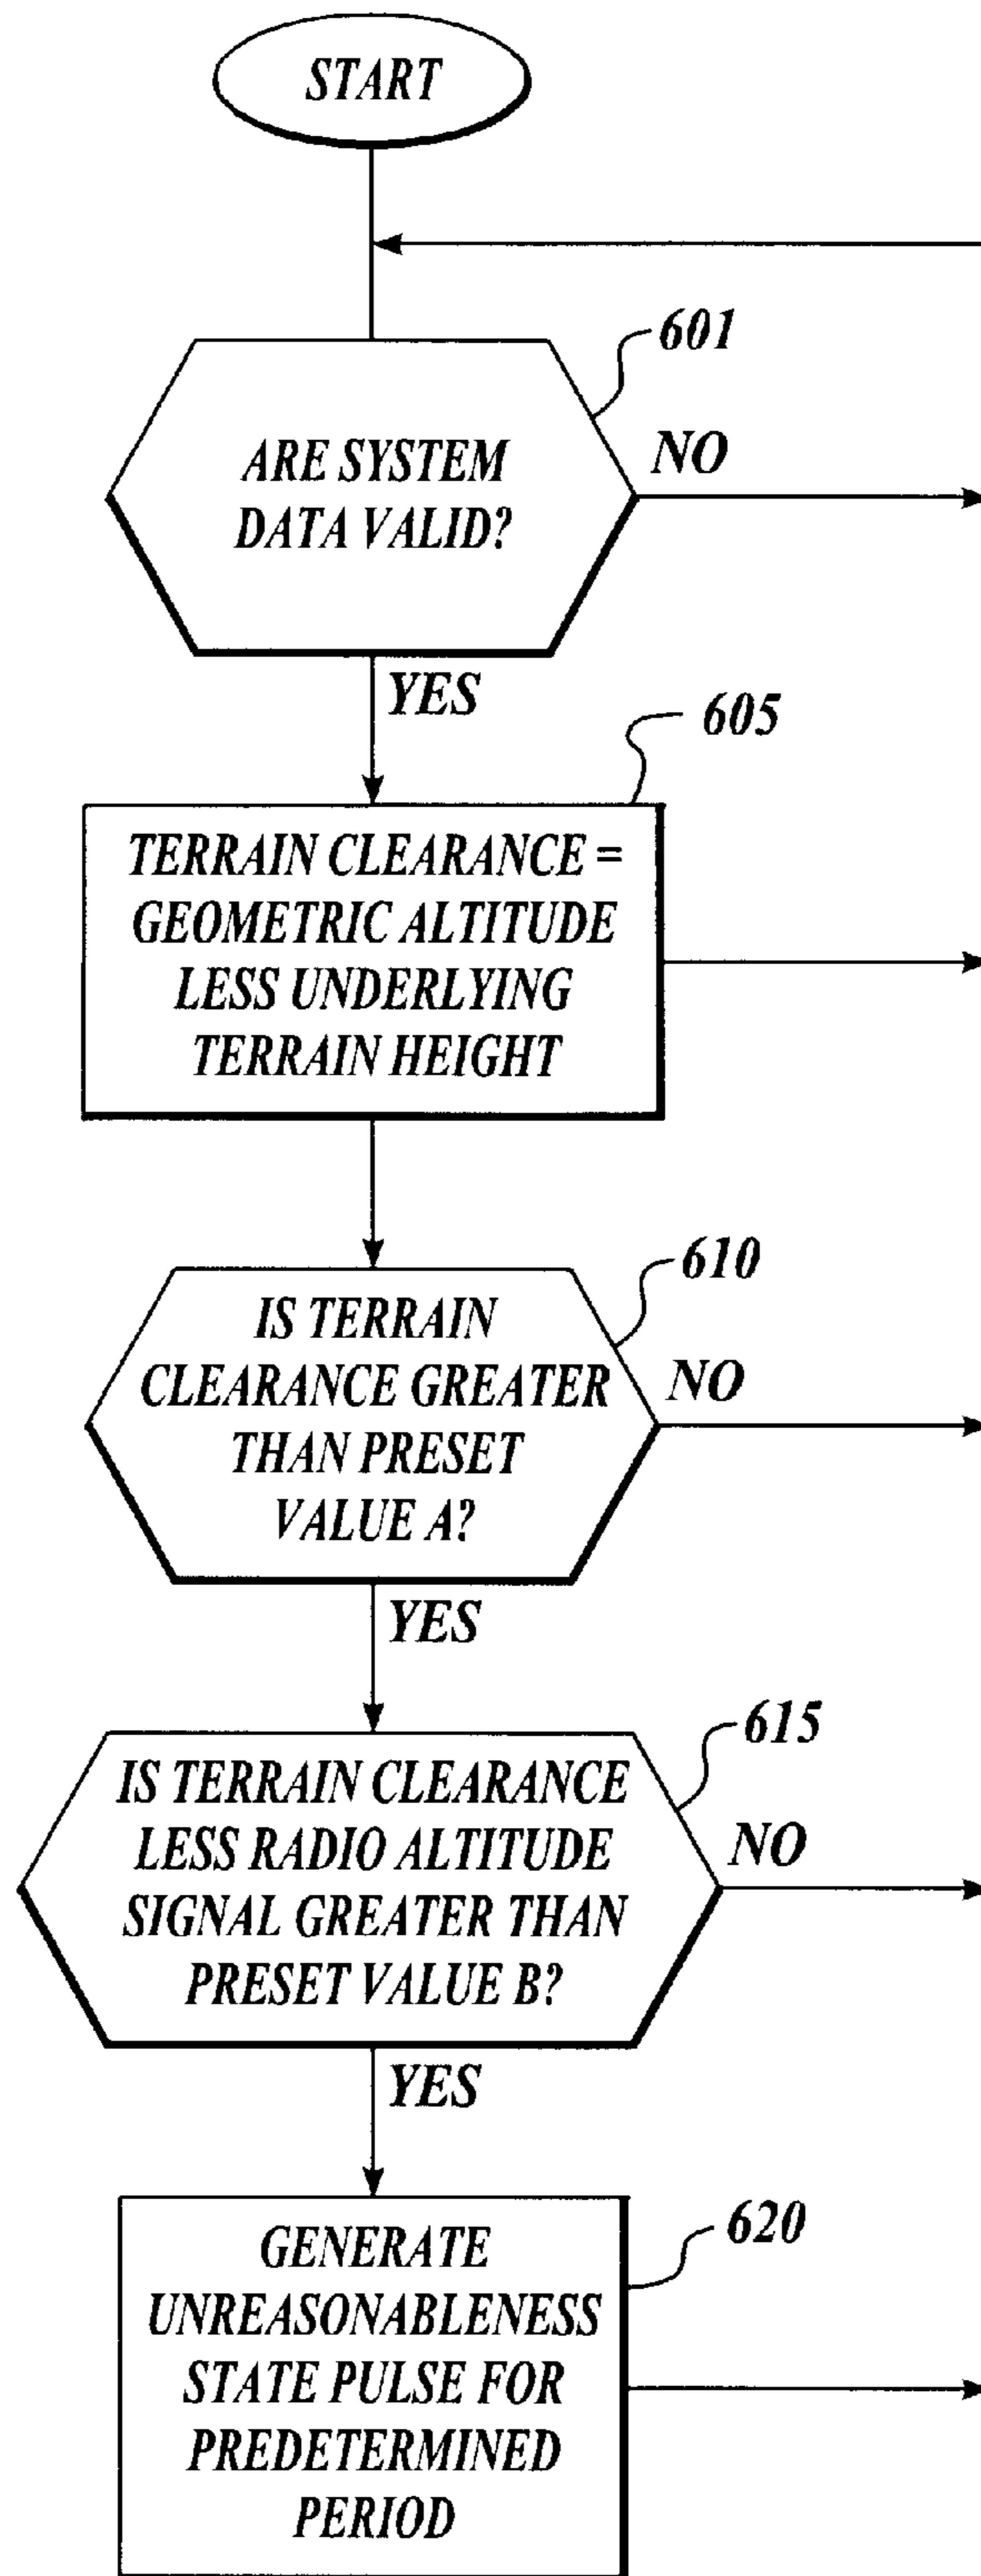 START
601
ARE SYSTEM
DATA VALID?
NO
YES
605
TERRAIN CLEARANCE =
GEOMETRIC ALTITUDE
LESS UNDERLYING
TERRAIN HEIGHT
610
IS TERRAIN
CLEARANCE GREATER
THAN PRESET
VALUE A?
NO
YES
615
IS TERRAIN CLEARANCE
LESS RADIO ALTITUDE
SIGNAL GREATER THAN
PRESET VALUE B?
NO
YES
620
GENERATE
UNREASONABLENESS
STATE PULSE FOR
PREDETERMINED
PERIOD